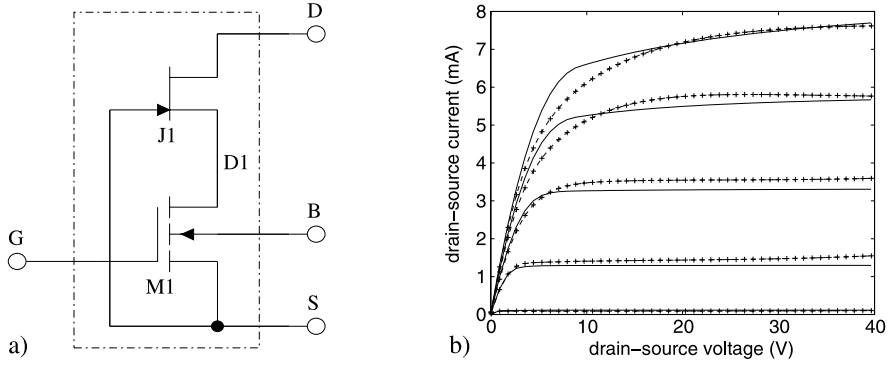 D
J1
D1
B
G
M1
S
a)
8
7
6
5
4
3
2
1
0
0 10 20 30 40
drain−source current (mA)
drain−source voltage (V)
b)